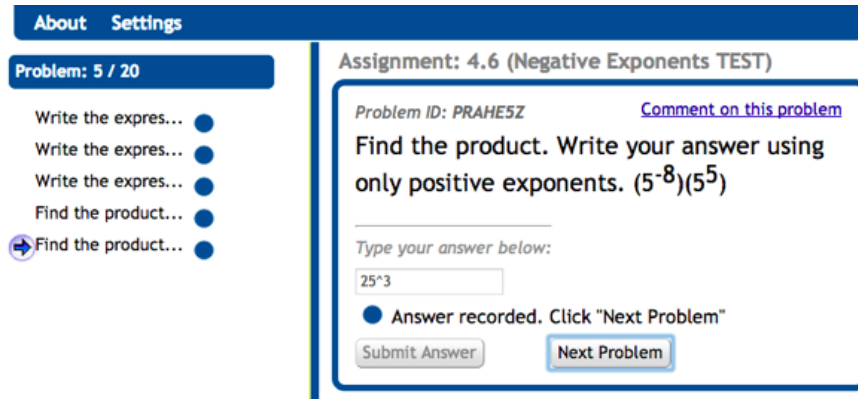 About Settings
Problem: 5 / 20
Write the expres...
Write the expres...
Write the expres...
Find the product...
Find the product...
Assignment: 4.6 (Negative Exponents TEST)
Problem ID: PRAHE5Z Comment on this problem
Find the product. Write your answer using
only positive exponents. (5⁻⁸)(5⁵)
Type your answer below:
25^3
Answer recorded. Click "Next Problem"
Submit Answer Next Problem